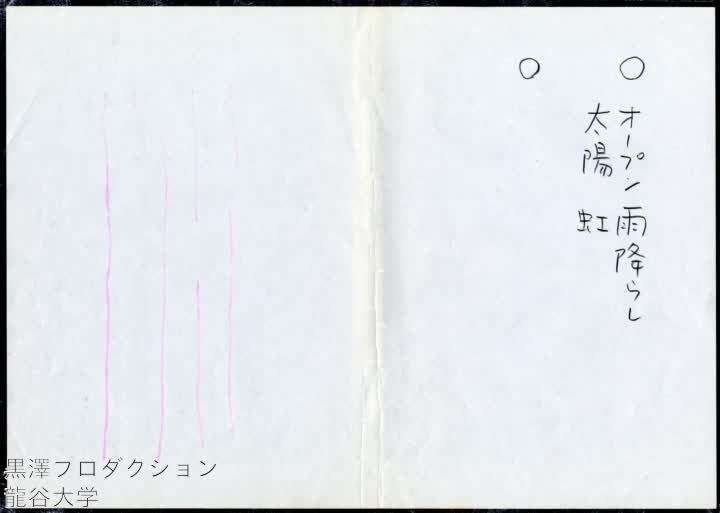 ○ オープン雨降らし
太陽 虹
○
黒澤フロダクション
龍谷大学